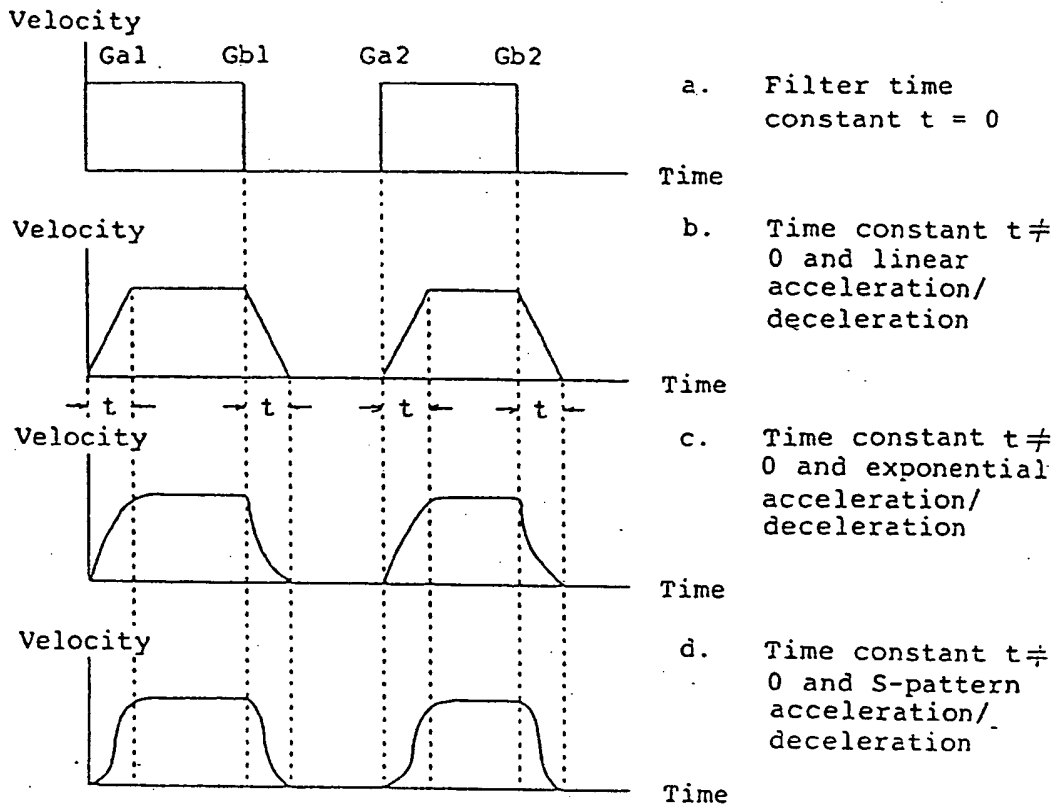 Velocity
Ga1 Gb1 Ga2 Gb2
a. Filter time
constant t = 0
Time
Velocity
b. Time constant t ≠
0 and linear
acceleration/
deceleration
Time
t t t t
Velocity
c. Time constant t ≠
0 and exponential
acceleration/
deceleration
Time
Velocity
d. Time constant t ≠
0 and S-pattern
acceleration/
deceleration
Time